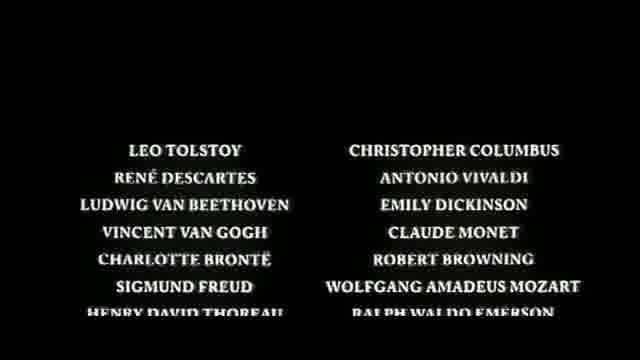 LEO TOLSTOY CHRISTOPHER COLUMBUS
RENÉ DESCARTES ANTONIO VIVALDI
LUDWIG VAN BEETHOVEN EMILY DICKINSON
VINCENT VAN GOGH CLAUDE MONET
CHARLOTTE BRONTË ROBERT BROWNING
SIGMUND FREUD WOLFGANG AMADEUS MOZART
HENRY DAVID THOREAU RALPH WALDO EMERSON